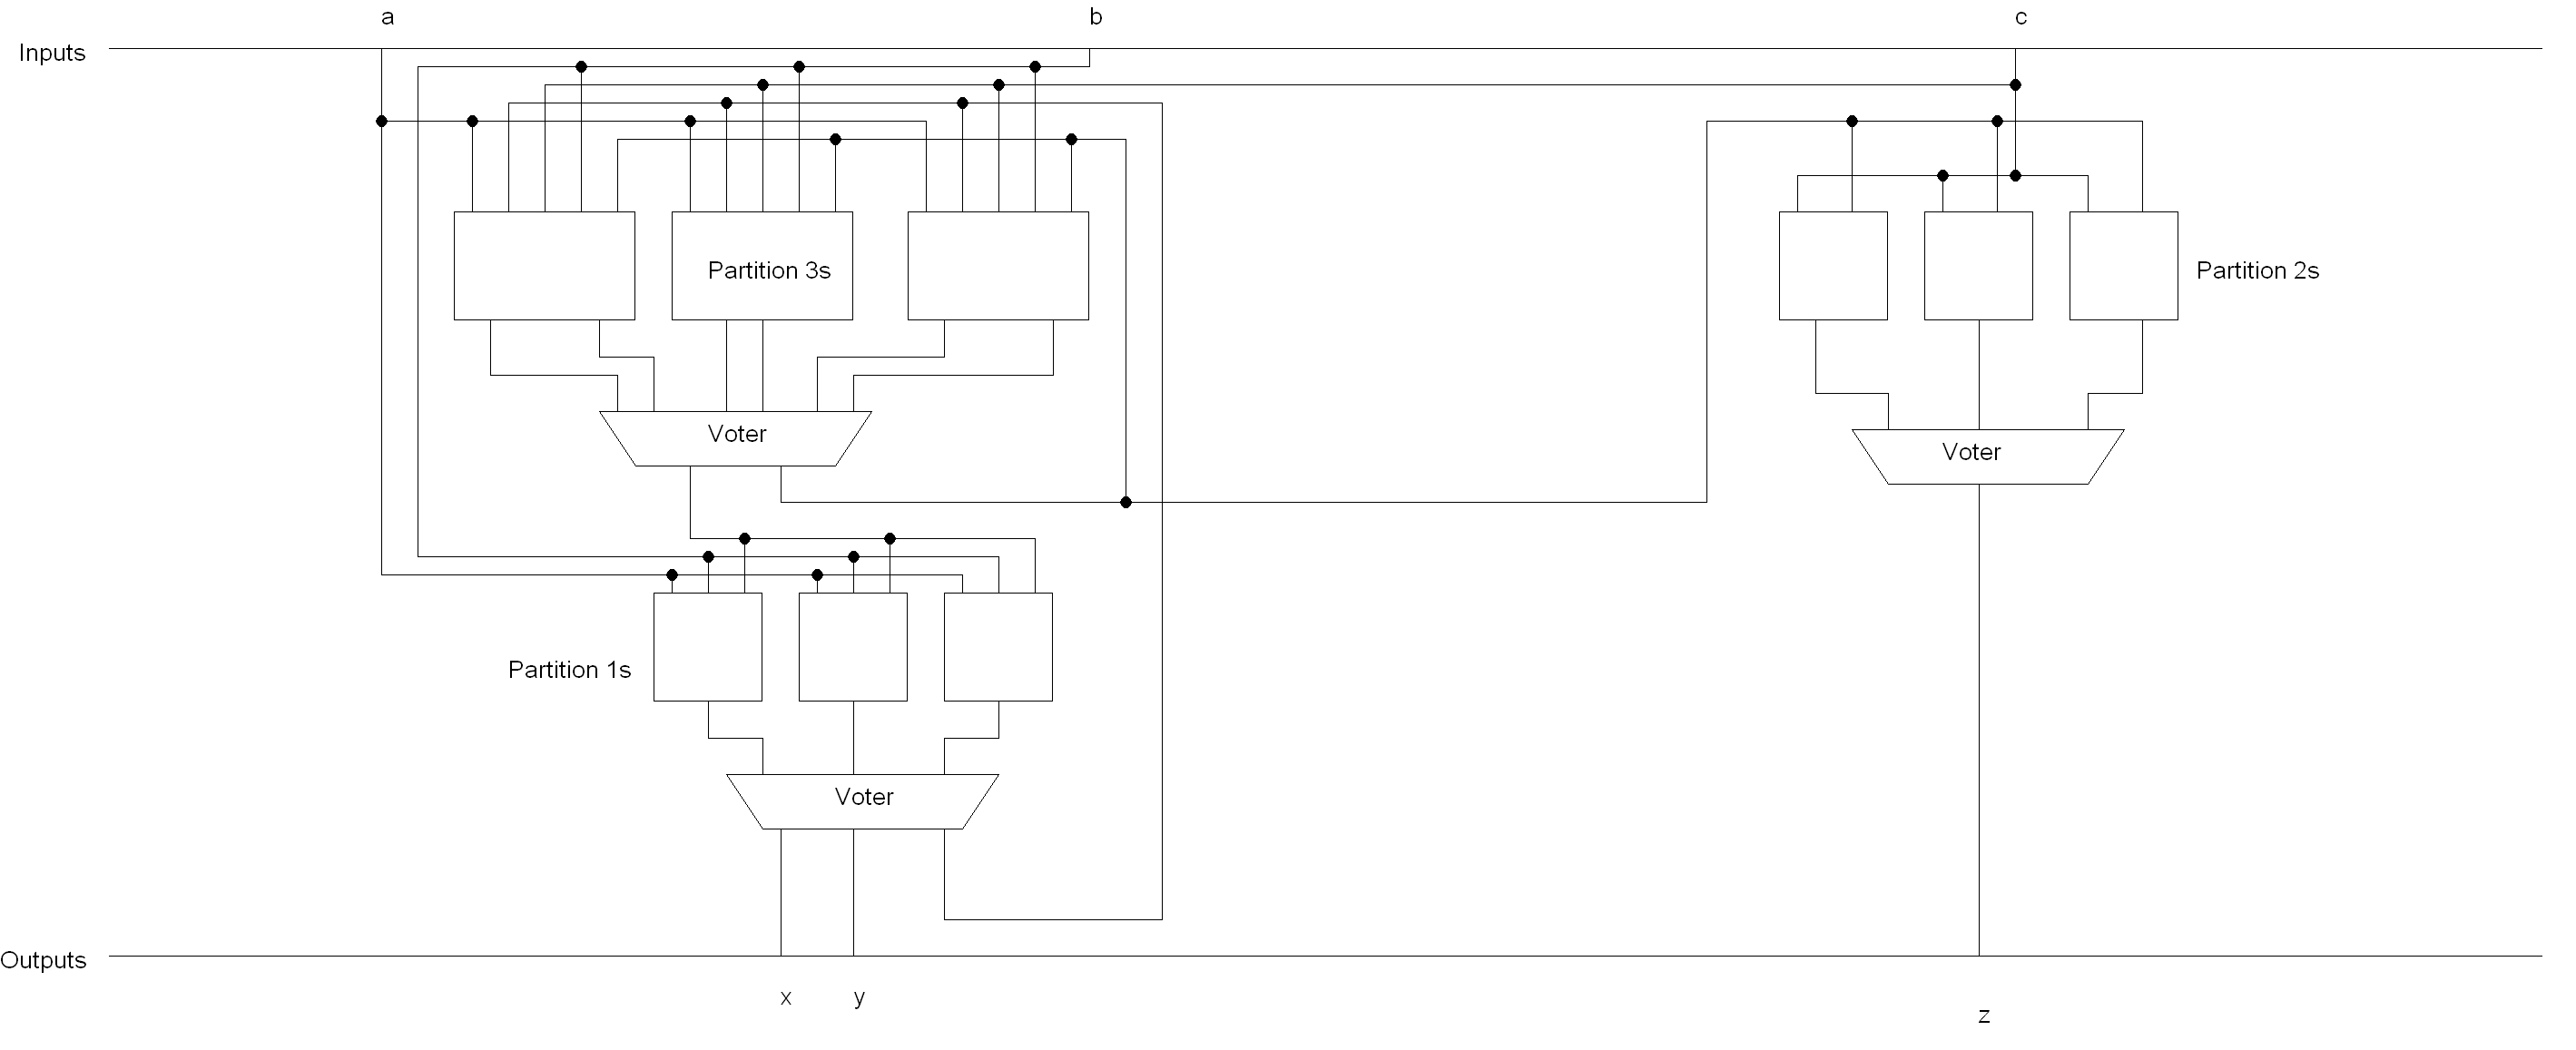 a
b
c
Inputs
Partition 3s
Partition 2s
Voter
Voter
Partition 1s
Voter
Outputs
x
y
z